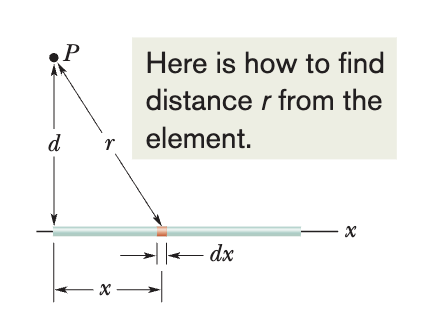 P
Here is how to find
distance r from the
element.
d
r
x
dx
x